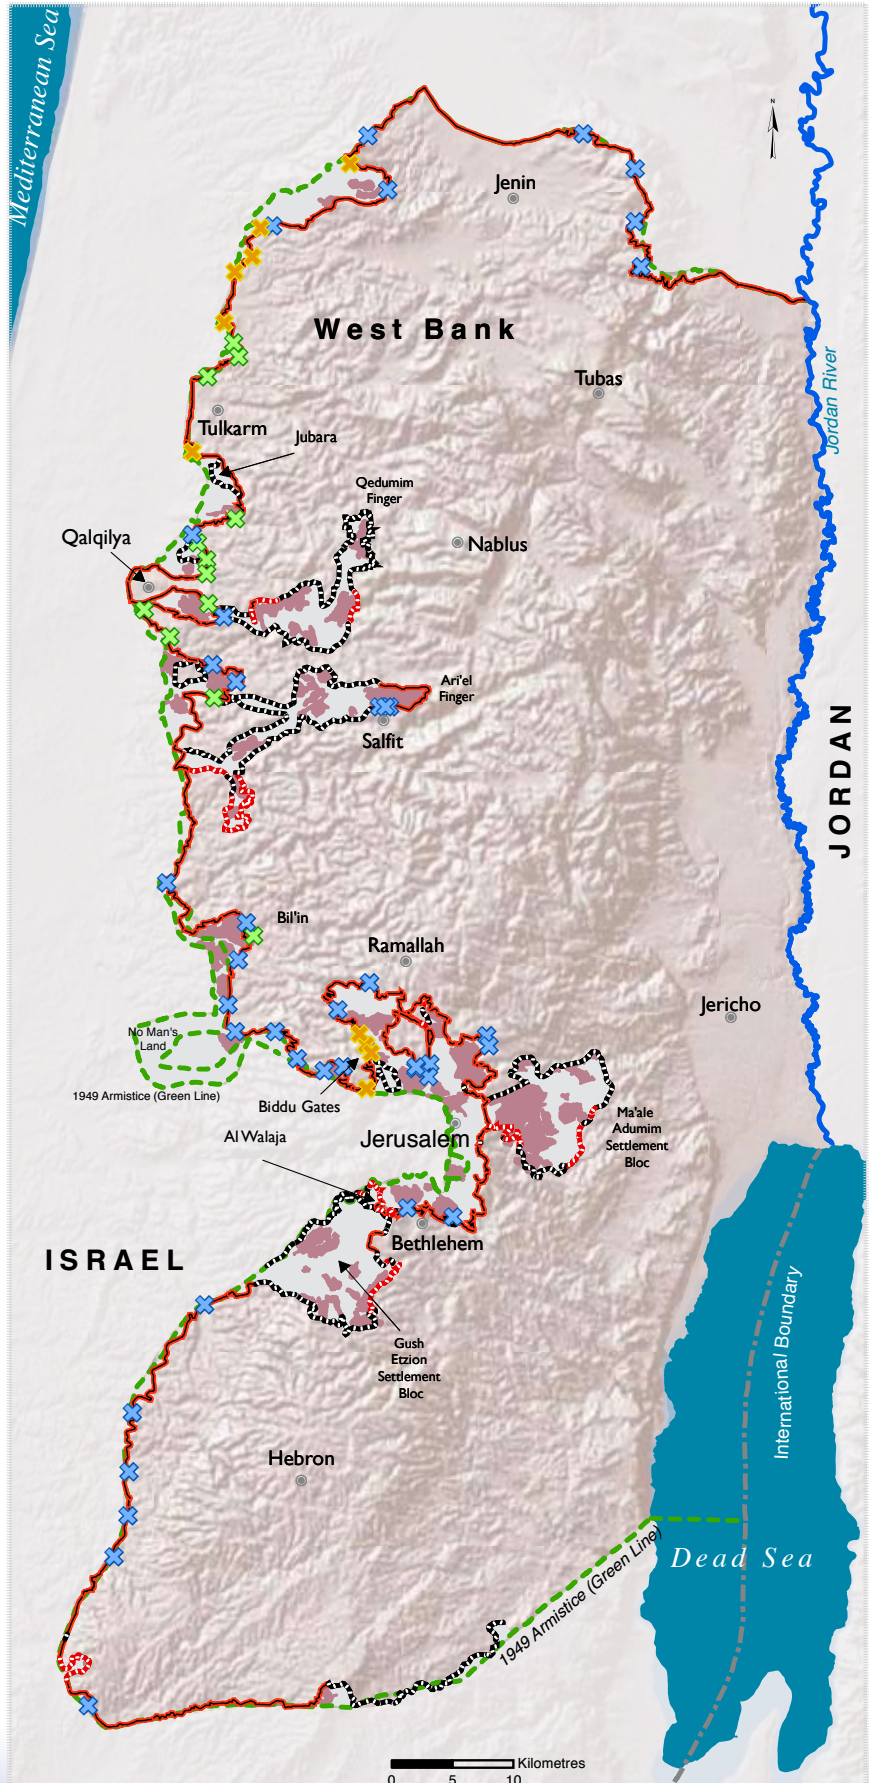 Mediterranean Sea
N
Jenin
West Bank
Tubas
Jordan River
Tulkarm
Jubara
Qedumim
Finger
Qalqilya
Nablus
Ari'el
Finger
Salfit
JORDAN
Bil'in
Ramallah
Jericho
No Man's
Land
1949 Armistice (Green Line)
Biddu Gates
Ma'ale
Adumim
Settlement
Bloc
Al Walaja
Jerusalem
Bethlehem
ISRAEL
International Boundary
Gush
Etzion
Settlement
Bloc
Hebron
Dead Sea
1949 Armistice (Green Line)
Kilometres
0 5 10